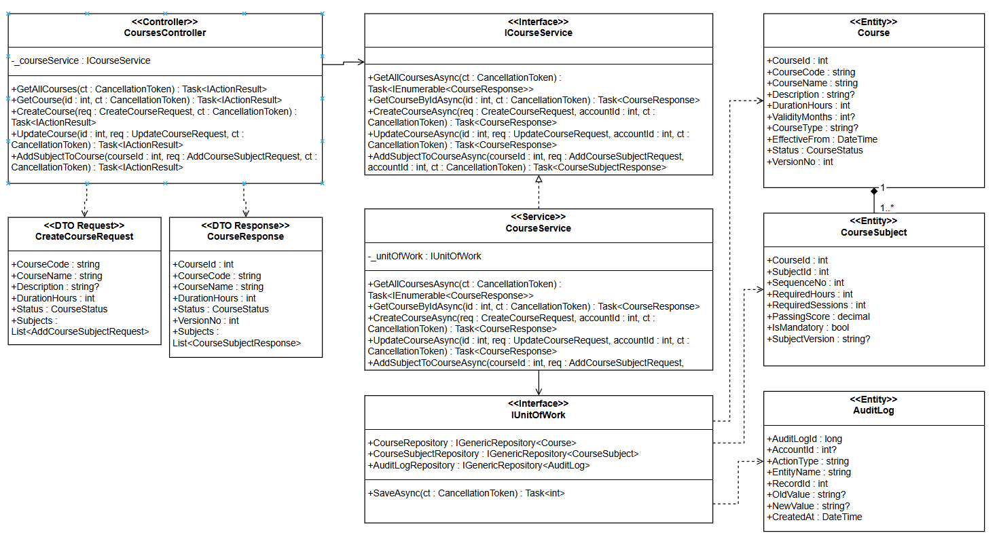 <<Controller>>
CoursesController
-_courseService : ICourseService
+GetAllCourses(ct : CancellationToken) : Task<IActionResult>
+GetCourse(id : int, ct : CancellationToken) : Task<IActionResult>
+CreateCourse(req : CreateCourseRequest, ct : CancellationToken) :
Task<IActionResult>
+UpdateCourse(id : int, req : UpdateCourseRequest, ct :
CancellationToken) : Task<IActionResult>
+AddSubjectToCourse(courseId : int, req : AddCourseSubjectRequest, ct :
CancellationToken) : Task<IActionResult>
<<DTO Request>>
CreateCourseRequest
+CourseCode : string
+CourseName : string
+Description : string?
+DurationHours : int
+Status : CourseStatus
+Subjects :
List<AddCourseSubjectRequest>
<<DTO Response>>
CourseResponse
+CourseId : int
+CourseCode : string
+CourseName : string
+DurationHours : int
+Status : CourseStatus
+VersionNo : int
+Subjects :
List<CourseSubjectResponse>
<<Interface>>
ICourseService
+GetAllCoursesAsync(ct : CancellationToken) :
Task<IEnumerable<CourseResponse>>
+GetCourseByIdAsync(id : int, ct : CancellationToken) : Task<CourseResponse>
+CreateCourseAsync(req : CreateCourseRequest, accountId : int, ct :
CancellationToken) : Task<CourseResponse>
+UpdateCourseAsync(id : int, req : UpdateCourseRequest, accountId : int, ct :
CancellationToken) : Task<CourseResponse>
+AddSubjectToCourseAsync(courseId : int, req : AddCourseSubjectRequest,
accountId : int, ct : CancellationToken) : Task<CourseSubjectResponse>
<<Service>>
CourseService
-_unitOfWork : IUnitOfWork
+GetAllCoursesAsync(ct : CancellationToken) :
Task<IEnumerable<CourseResponse>>
+GetCourseByIdAsync(id : int, ct : CancellationToken) : Task<CourseResponse>
+CreateCourseAsync(req : CreateCourseRequest, accountId : int, ct :
CancellationToken) : Task<CourseResponse>
+UpdateCourseAsync(id : int, req : UpdateCourseRequest, accountId : int, ct :
CancellationToken) : Task<CourseResponse>
+AddSubjectToCourseAsync(courseId : int, req : AddCourseSubjectRequest,
<<Interface>>
IUnitOfWork
+CourseRepository : IGenericRepository<Course>
+CourseSubjectRepository : IGenericRepository<CourseSubject>
+AuditLogRepository : IGenericRepository<AuditLog>
+SaveAsync(ct : CancellationToken) : Task<int>
<<Entity>>
Course
+CourseId : int
+CourseCode : string
+CourseName : string
+Description : string?
+DurationHours : int
+ValidityMonths : int?
+CourseType : string?
+EffectiveFrom : DateTime
+Status : CourseStatus
+VersionNo : int
1
1..*
<<Entity>>
CourseSubject
+CourseId : int
+SubjectId : int
+SequenceNo : int
+RequiredHours : int
+RequiredSessions : int
+PassingScore : decimal
+IsMandatory : bool
+SubjectVersion : string?
<<Entity>>
AuditLog
+AuditLogId : long
+AccountId : int?
+ActionType : string
+EntityName : string
+RecordId : int
+OldValue : string?
+NewValue : string?
+CreatedAt : DateTime